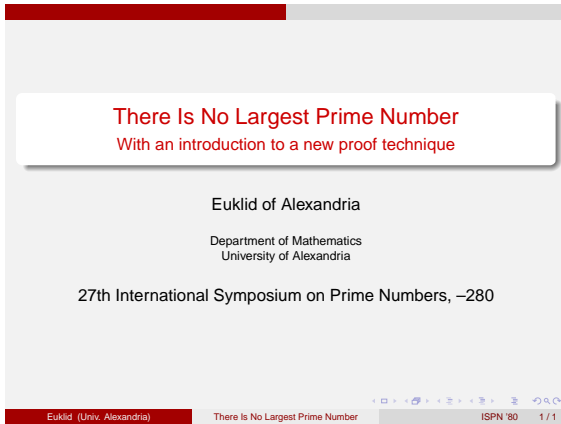 There Is No Largest Prime Number
With an introduction to a new proof technique
Euklid of Alexandria
Department of Mathematics
University of Alexandria
27th International Symposium on Prime Numbers, –280
Euklid (Univ. Alexandria) There Is No Largest Prime Number ISPN '80 1 / 1